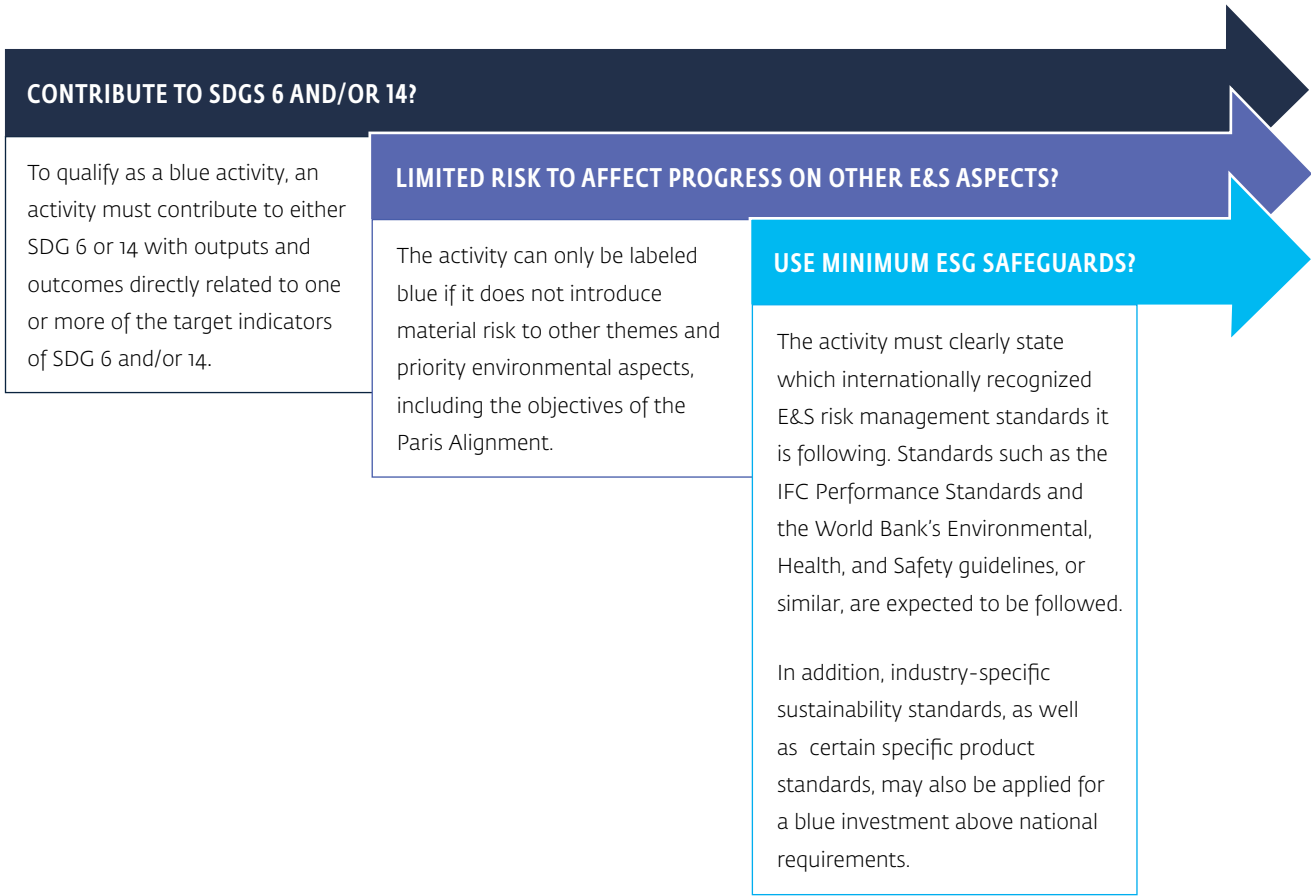 CONTRIBUTE TO SDGS 6 AND/OR 14?
To qualify as a blue activity, an
activity must contribute to either
SDG 6 or 14 with outputs and
outcomes directly related to one
or more of the target indicators
of SDG 6 and/or 14.
LIMITED RISK TO AFFECT PROGRESS ON OTHER E&S ASPECTS?
The activity can only be labeled
blue if it does not introduce
material risk to other themes and
priority environmental aspects,
including the objectives of the
Paris Alignment.
USE MINIMUM ESG SAFEGUARDS?
The activity must clearly state
which internationally recognized
E&S risk management standards it
is following. Standards such as the
IFC Performance Standards and
the World Bank's Environmental,
Health, and Safety guidelines, or
similar, are expected to be followed.
In addition, industry-specific
sustainability standards, as well
as certain specific product
standards, may also be applied for
a blue investment above national
requirements.